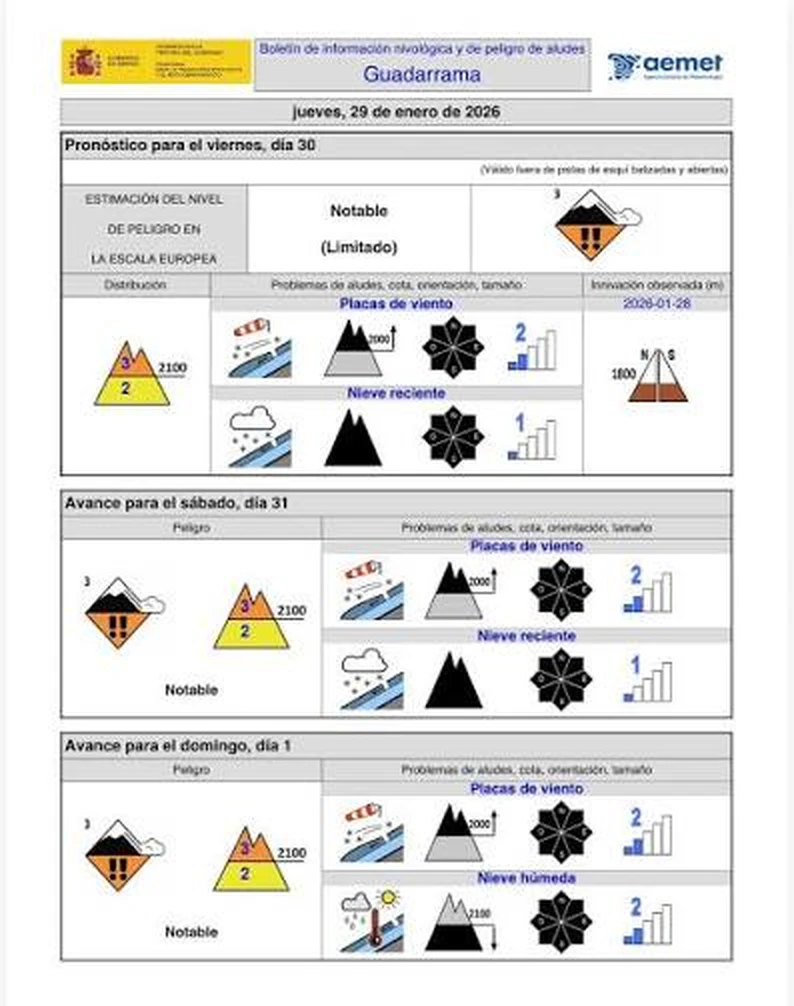 GOBIERNO DE ESPAÑA
Boletín de información nivológica y de peligro de aludes
Guadarrama
aemet
jueves, 29 de enero de 2026
Pronóstico para el viernes, día 30
(Válido fuera de pistas de esquí balizadas y abiertas)
ESTIMACIÓN DEL NIVEL
DE PELIGRO EN
LA ESCALA EUROPEA
Notable
(Limitado)
3
Distribución
Problemas de aludes, cota, orientación, tamaño
Innivación observada (m)
Placas de viento
2026-01-28
3
2100
2
2000
N
O
E
S
2
N S
1800
Nieve reciente
N
O
E
S
1
Avance para el sábado, día 31
Peligro
Problemas de aludes, cota, orientación, tamaño
Placas de viento
3
3
2100
2
2000
N
O
E
S
2
Nieve reciente
N
O
E
S
1
Notable
Avance para el domingo, día 1
Peligro
Problemas de aludes, cota, orientación, tamaño
Placas de viento
3
3
2100
2
2000
N
O
E
S
2
Nieve húmeda
2100
N
O
E
S
2
Notable